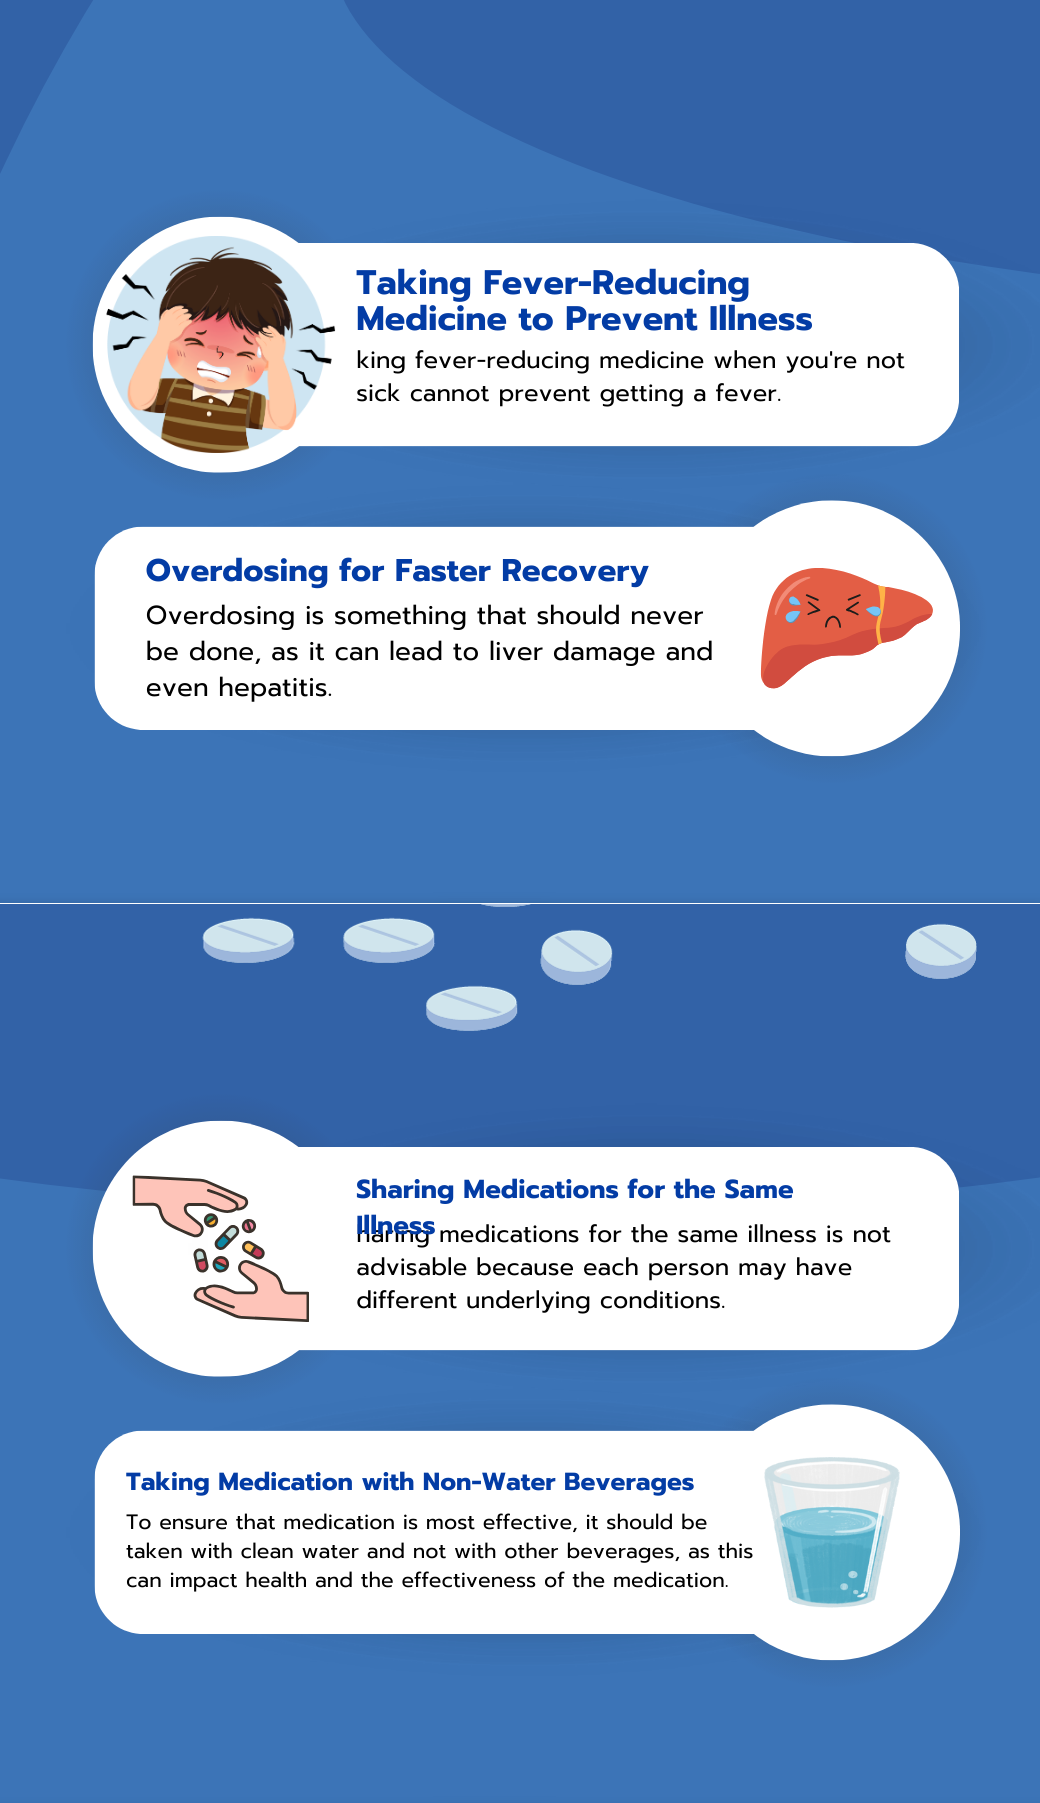 Taking Fever-Reducing
Medicine to Prevent Illness
king fever-reducing medicine when you're not
sick cannot prevent getting a fever.
Overdosing for Faster Recovery
Overdosing is something that should never
be done, as it can lead to liver damage and
even hepatitis.
Sharing Medications for the Same
Illness
haring medications for the same illness is not
advisable because each person may have
different underlying conditions.
Taking Medication with Non-Water Beverages
To ensure that medication is most effective, it should be
taken with clean water and not with other beverages, as this
can impact health and the effectiveness of the medication.